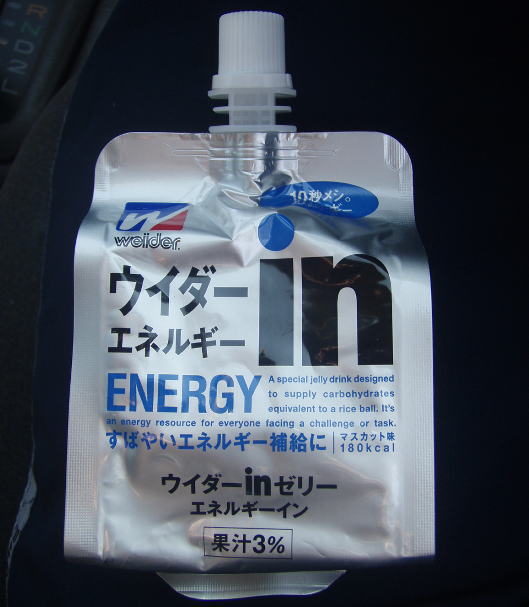 R
N
D
2
L
10秒メシ。
weider.
in
ウイダー
エネルギー
ENERGY
A special jelly drink designed
to supply carbohydrates
equivalent to a rice ball. It's
an energy resource for everyone facing a challenge or task.
すばやいエネルギー補給に
マスカット味
180kcal
ウイダーinゼリー
エネルギーイン
果汁3%